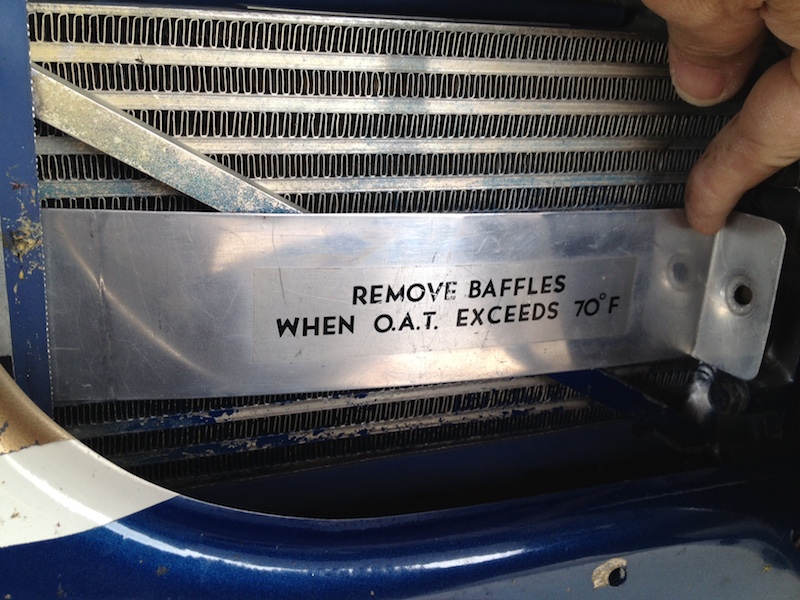 REMOVE BAFFLES
WHEN O.A.T. EXCEEDS 70°F